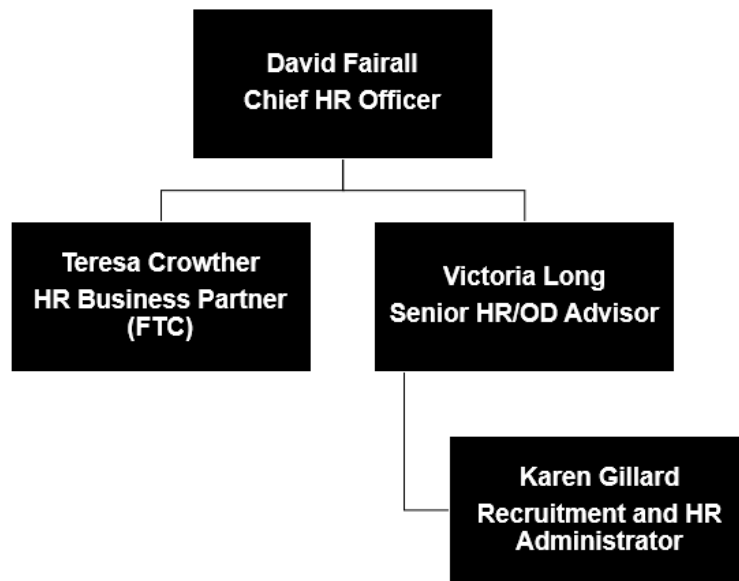 David Fairall
Chief HR Officer
Teresa Crowther
HR Business Partner
(FTC)
Victoria Long
Senior HR/OD Advisor
Karen Gillard
Recruitment and HR
Administrator